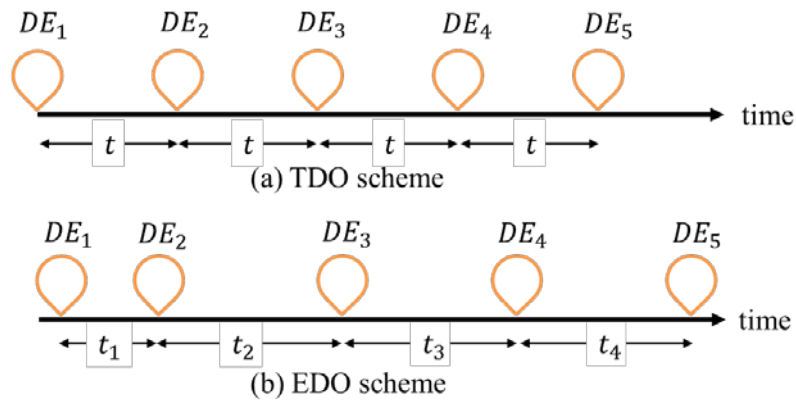 DE₁ DE₂ DE₃ DE₄ DE₅
time
t t t t
(a) TDO scheme
DE₁ DE₂ DE₃ DE₄ DE₅
time
t₁ t₂ t₃ t₄
(b) EDO scheme